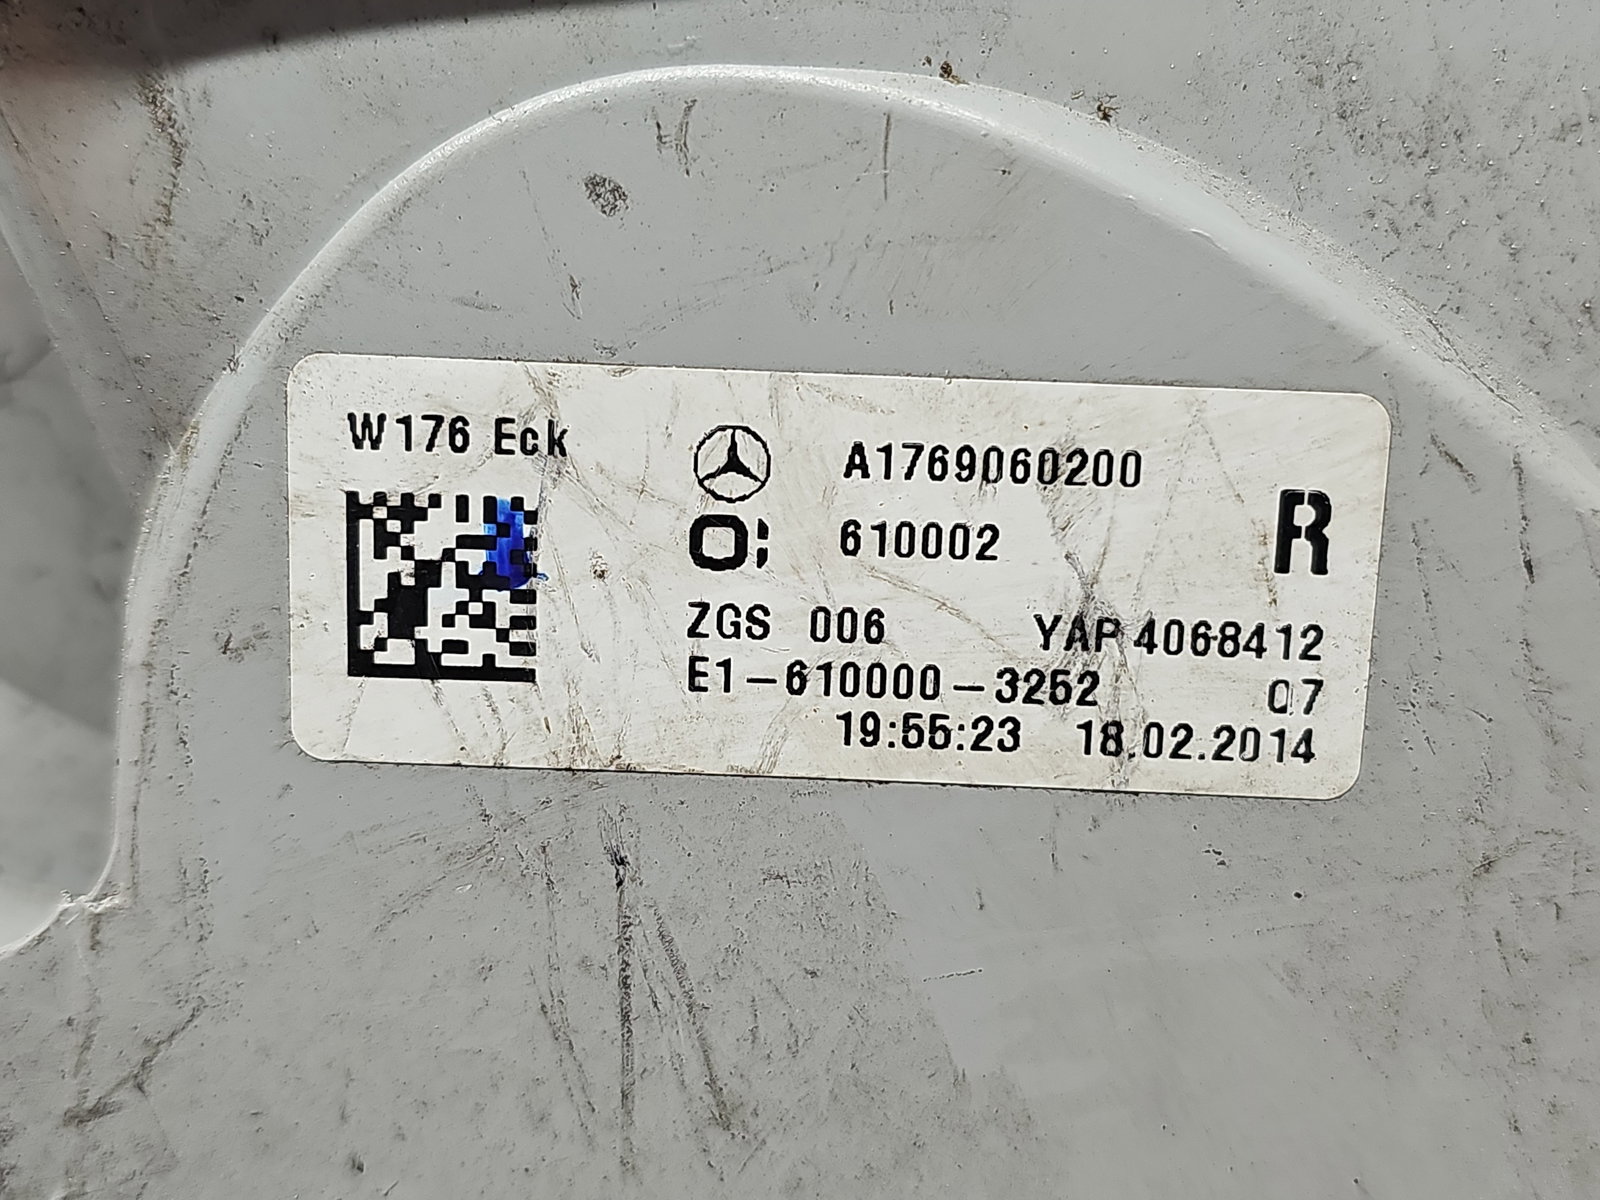 W176 Eck
A1769060200
610002
R
ZGS 006 YAP 4068412
E1-610000-3252 07
19:55:23 18.02.2014